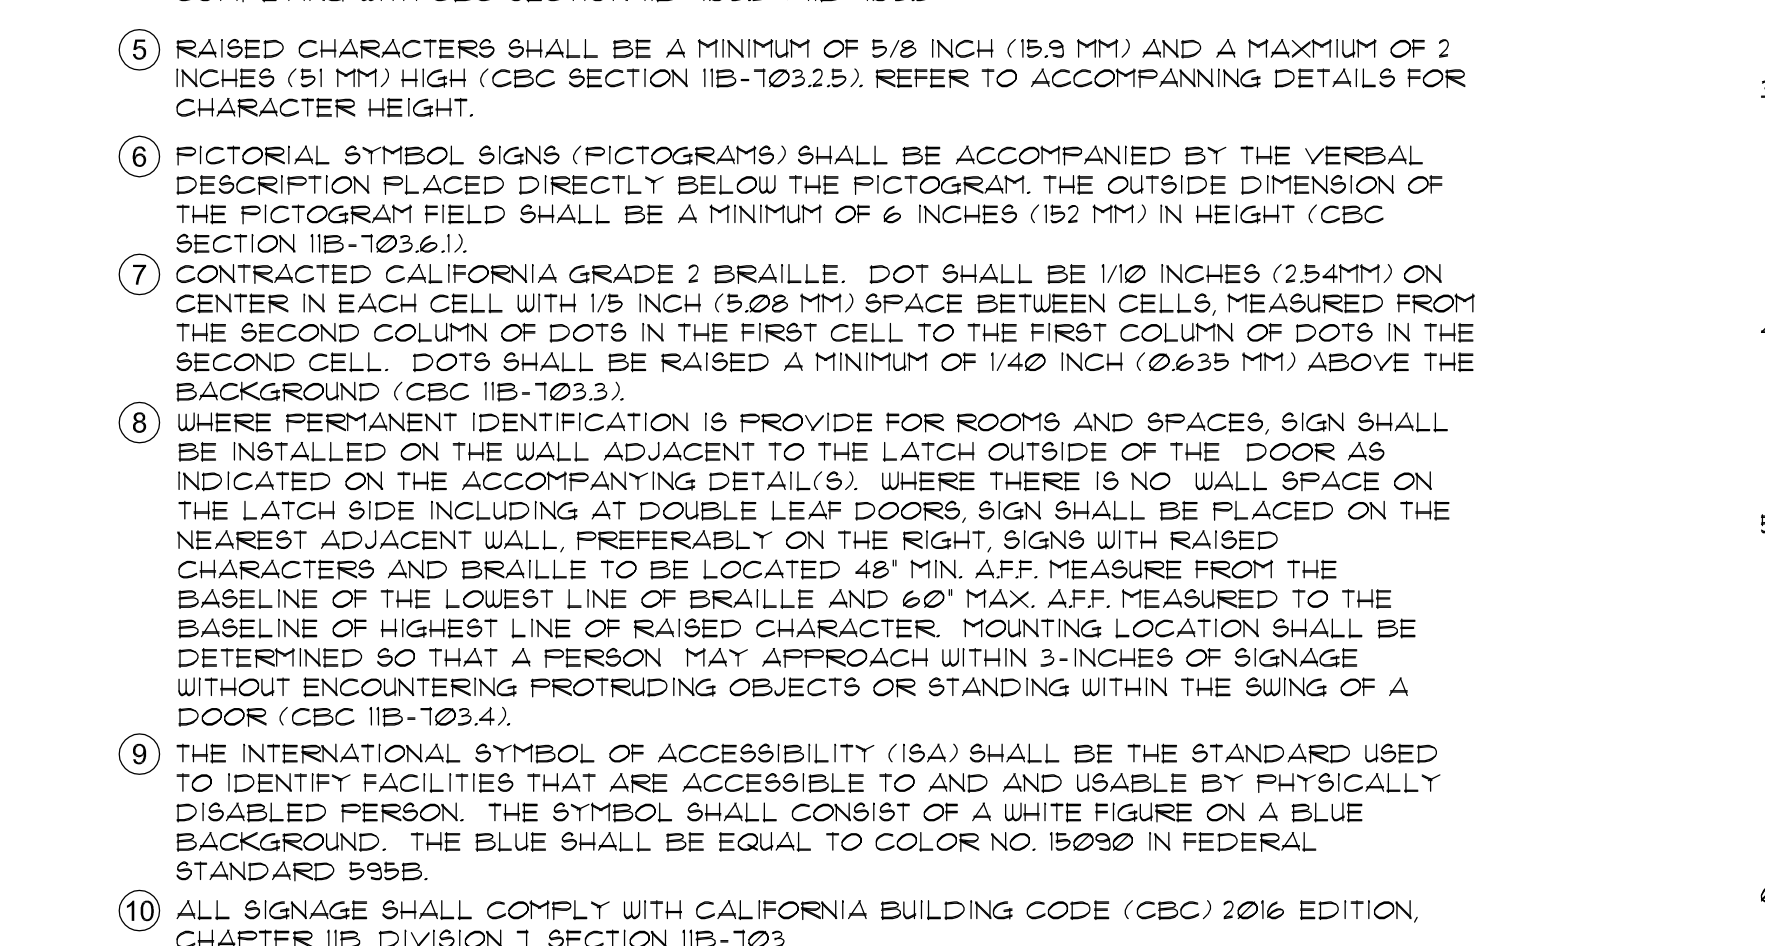 5 RAISED CHARACTERS SHALL BE A MINIMUM OF 5/8 INCH (15.9 MM) AND A MAXMIUM OF 2
INCHES (51 MM) HIGH (CBC SECTION 11B-703.2.5). REFER TO ACCOMPANNING DETAILS FOR
CHARACTER HEIGHT.
6 PICTORIAL SYMBOL SIGNS (PICTOGRAMS) SHALL BE ACCOMPANIED BY THE VERBAL
DESCRIPTION PLACED DIRECTLY BELOW THE PICTOGRAM. THE OUTSIDE DIMENSION OF
THE PICTOGRAM FIELD SHALL BE A MINIMUM OF 6 INCHES (152 MM) IN HEIGHT (CBC
SECTION 11B-703.6.1).
7 CONTRACTED CALIFORNIA GRADE 2 BRAILLE. DOT SHALL BE 1/10 INCHES (2.54MM) ON
CENTER IN EACH CELL WITH 1/5 INCH (5.08 MM) SPACE BETWEEN CELLS, MEASURED FROM
THE SECOND COLUMN OF DOTS IN THE FIRST CELL TO THE FIRST COLUMN OF DOTS IN THE
SECOND CELL. DOTS SHALL BE RAISED A MINIMUM OF 1/40 INCH (0.635 MM) ABOVE THE
BACKGROUND (CBC 11B-703.3).
8 WHERE PERMANENT IDENTIFICATION IS PROVIDE FOR ROOMS AND SPACES, SIGN SHALL
BE INSTALLED ON THE WALL ADJACENT TO THE LATCH OUTSIDE OF THE DOOR AS
INDICATED ON THE ACCOMPANYING DETAIL(S). WHERE THERE IS NO WALL SPACE ON
THE LATCH SIDE INCLUDING AT DOUBLE LEAF DOORS, SIGN SHALL BE PLACED ON THE
NEAREST ADJACENT WALL, PREFERABLY ON THE RIGHT, SIGNS WITH RAISED
CHARACTERS AND BRAILLE TO BE LOCATED 48" MIN. A.F.F. MEASURE FROM THE
BASELINE OF THE LOWEST LINE OF BRAILLE AND 60" MAX. A.F.F. MEASURED TO THE
BASELINE OF HIGHEST LINE OF RAISED CHARACTER. MOUNTING LOCATION SHALL BE
DETERMINED SO THAT A PERSON MAY APPROACH WITHIN 3-INCHES OF SIGNAGE
WITHOUT ENCOUNTERING PROTRUDING OBJECTS OR STANDING WITHIN THE SWING OF A
DOOR (CBC 11B-703.4).
9 THE INTERNATIONAL SYMBOL OF ACCESSIBILITY (ISA) SHALL BE THE STANDARD USED
TO IDENTIFY FACILITIES THAT ARE ACCESSIBLE TO AND AND USABLE BY PHYSICALLY
DISABLED PERSON. THE SYMBOL SHALL CONSIST OF A WHITE FIGURE ON A BLUE
BACKGROUND. THE BLUE SHALL BE EQUAL TO COLOR NO. 15090 IN FEDERAL
STANDARD 595B.
10 ALL SIGNAGE SHALL COMPLY WITH CALIFORNIA BUILDING CODE (CBC) 2016 EDITION,
CHAPTER 11B DIVISION 7 SECTION 11B-703